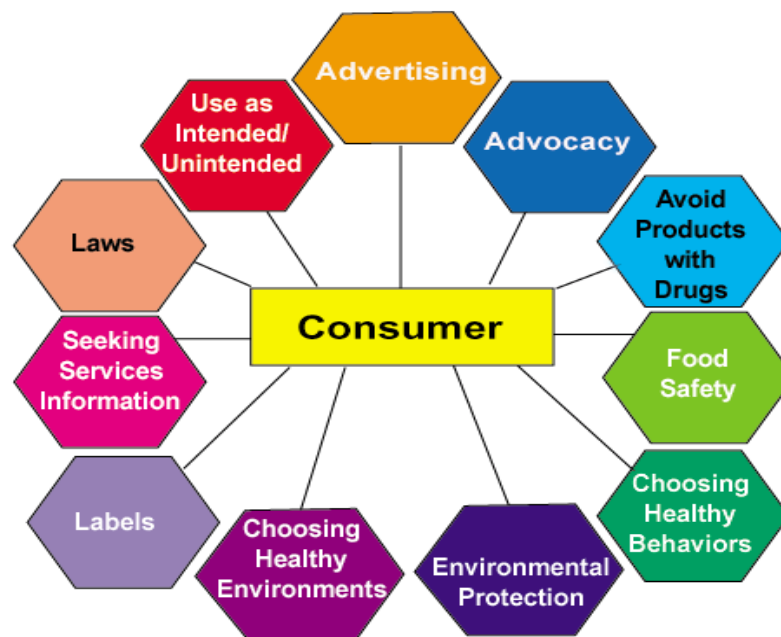 Advertising
Use as
Intended/
Unintended
Advocacy
Avoid
Products
with
Drugs
Laws
Consumer
Seeking
Services
Information
Food
Safety
Labels
Choosing
Healthy
Environments
Environmental
Protection
Choosing
Healthy
Behaviors